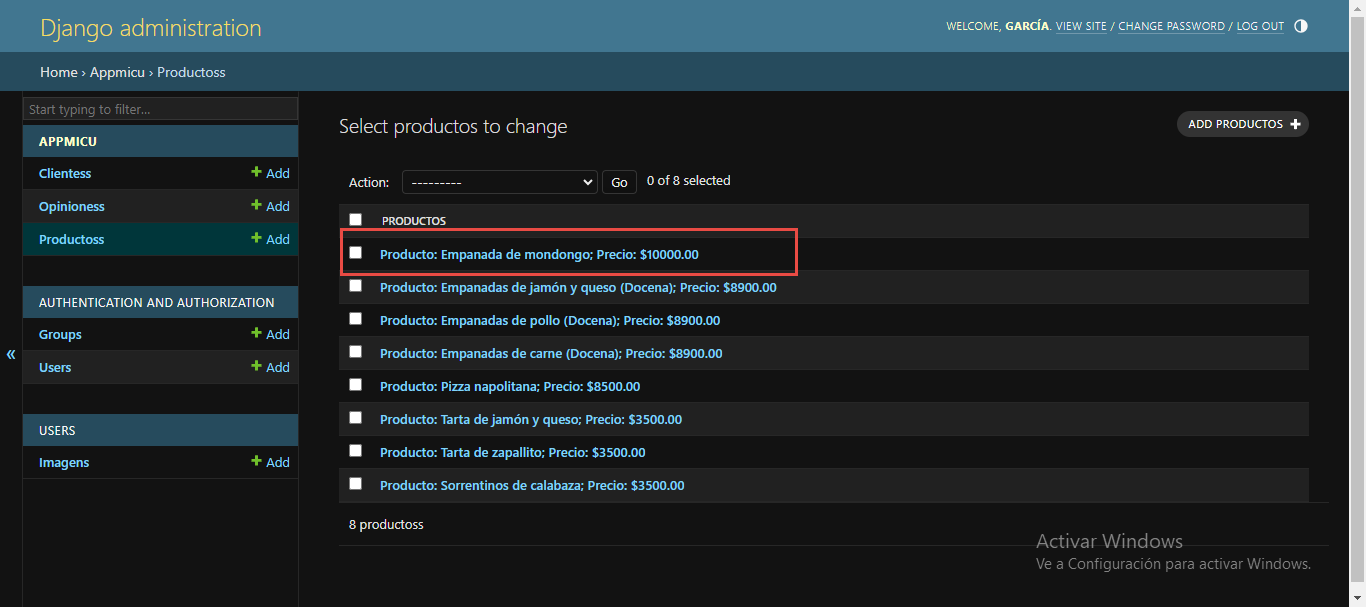 Django administration
WELCOME, GARCÍA. VIEW SITE / CHANGE PASSWORD / LOG OUT
Home › Appmicu › Productoss
Start typing to filter...
APPMICU
Clientess + Add
Opinioness + Add
Productoss + Add
AUTHENTICATION AND AUTHORIZATION
Groups + Add
Users + Add
USERS
Imagens + Add
«
Select productos to change
ADD PRODUCTOS +
Action: --------- Go 0 of 8 selected
PRODUCTOS
Producto: Empanada de mondongo; Precio: $10000.00
Producto: Empanadas de jamón y queso (Docena); Precio: $8900.00
Producto: Empanadas de pollo (Docena); Precio: $8900.00
Producto: Empanadas de carne (Docena); Precio: $8900.00
Producto: Pizza napolitana; Precio: $8500.00
Producto: Tarta de jamón y queso; Precio: $3500.00
Producto: Tarta de zapallito; Precio: $3500.00
Producto: Sorrentinos de calabaza; Precio: $3500.00
8 productoss
Activar Windows
Ve a Configuración para activar Windows.